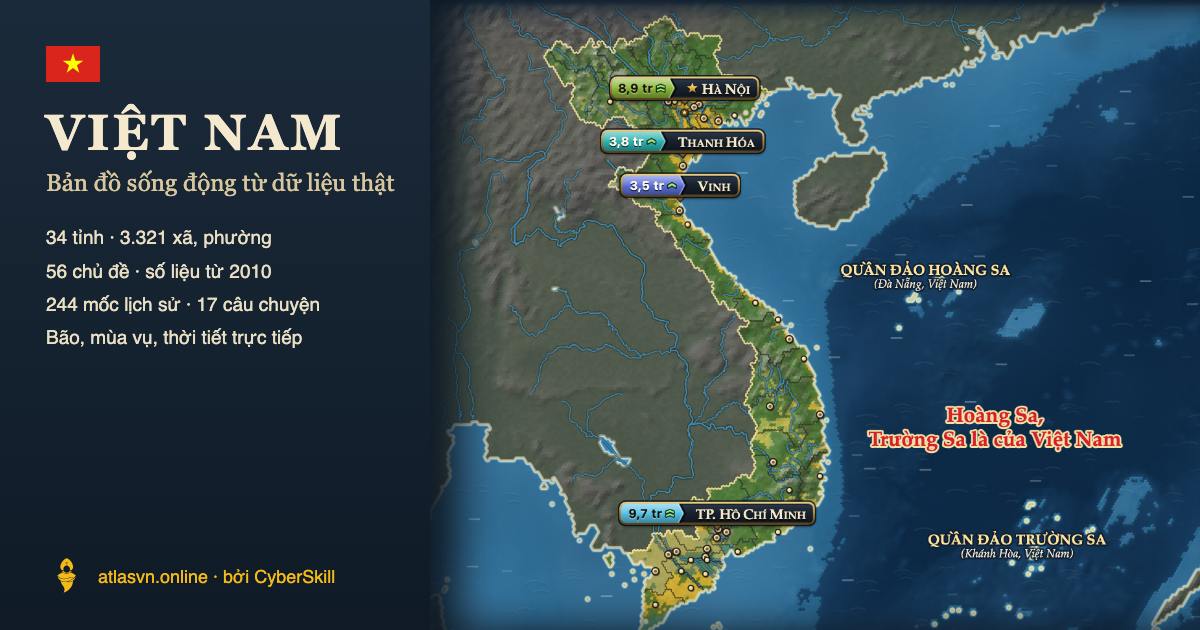 VIỆT NAM
Bản đồ sống động từ dữ liệu thật
34 tỉnh · 3.321 xã, phường
56 chủ đề · số liệu từ 2010
244 mốc lịch sử · 17 câu chuyện
Bão, mùa vụ, thời tiết trực tiếp
atlasvn.online · bởi CyberSkill
8,9 tr HÀ NỘI
3,8 tr THANH HÓA
3,5 tr VINH
QUẦN ĐẢO HOÀNG SA
(Đà Nẵng, Việt Nam)
Hoàng Sa,
Trường Sa là của Việt Nam
9,7 tr TP. HỒ CHÍ MINH
QUẦN ĐẢO TRƯỜNG SA
(Khánh Hòa, Việt Nam)